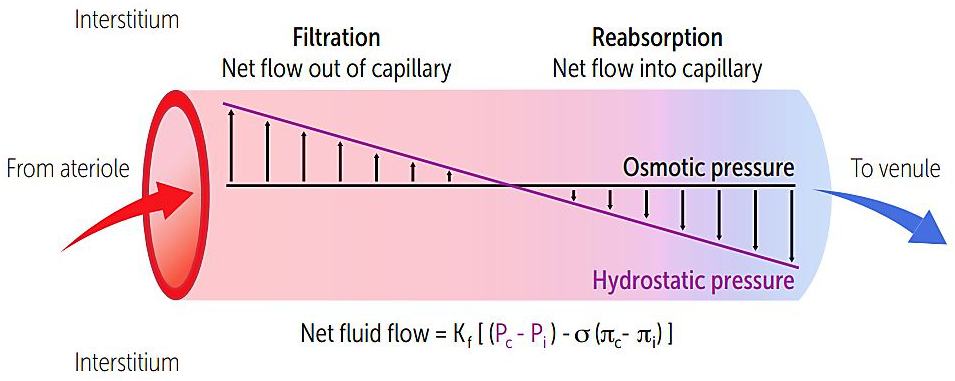 Interstitium
Filtration
Net flow out of capillary
Reabsorption
Net flow into capillary
From ateriole
Osmotic pressure
To venule
Hydrostatic pressure
Net fluid flow = Kf [ (Pc - Pi ) - σ (πc- πi) ]
Interstitium